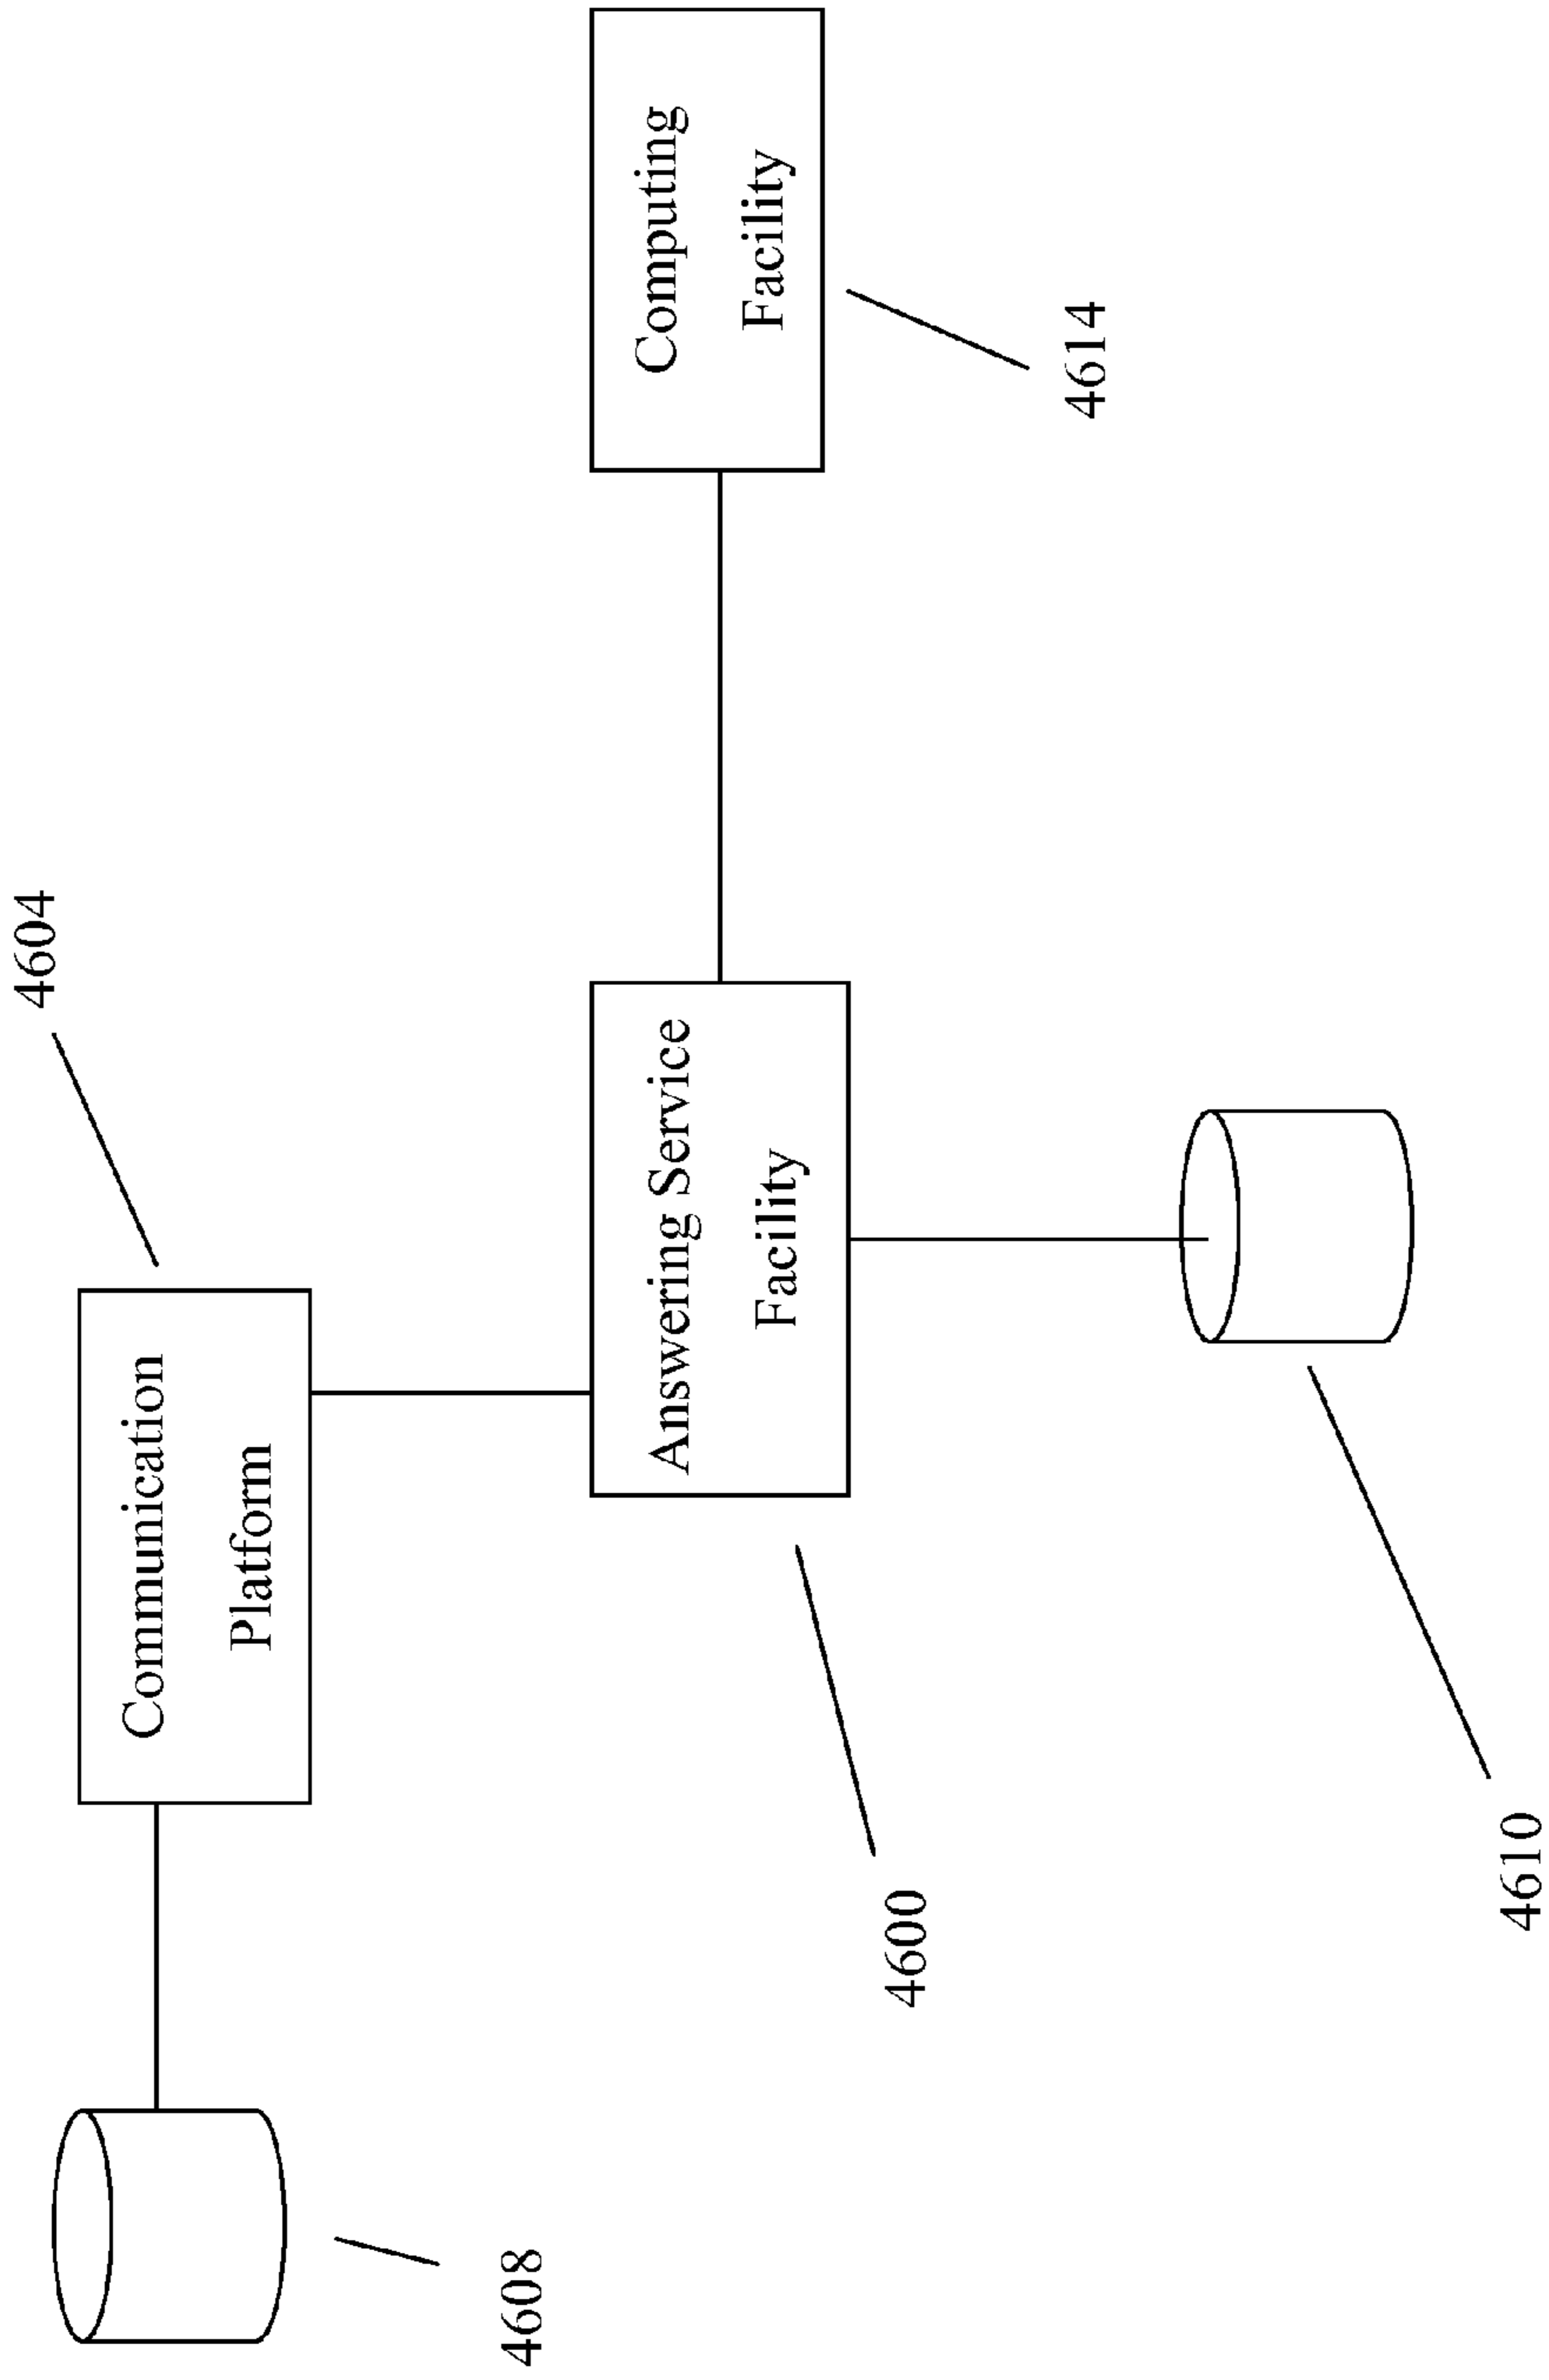 4604
Communication
Platform
4608
Answering Service
Facility
4600
Computing
Facility
4614
4610